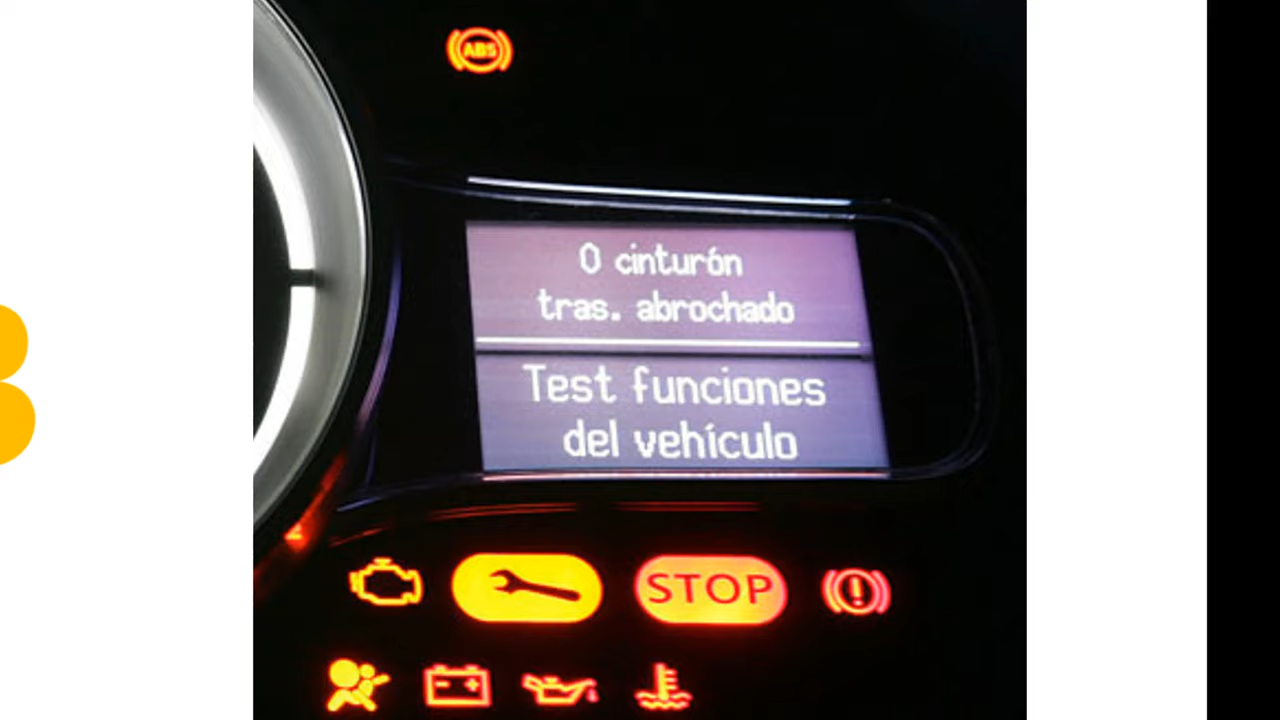 ABS
0 cinturón
tras. abrochado
Test funciones
del vehículo
STOP